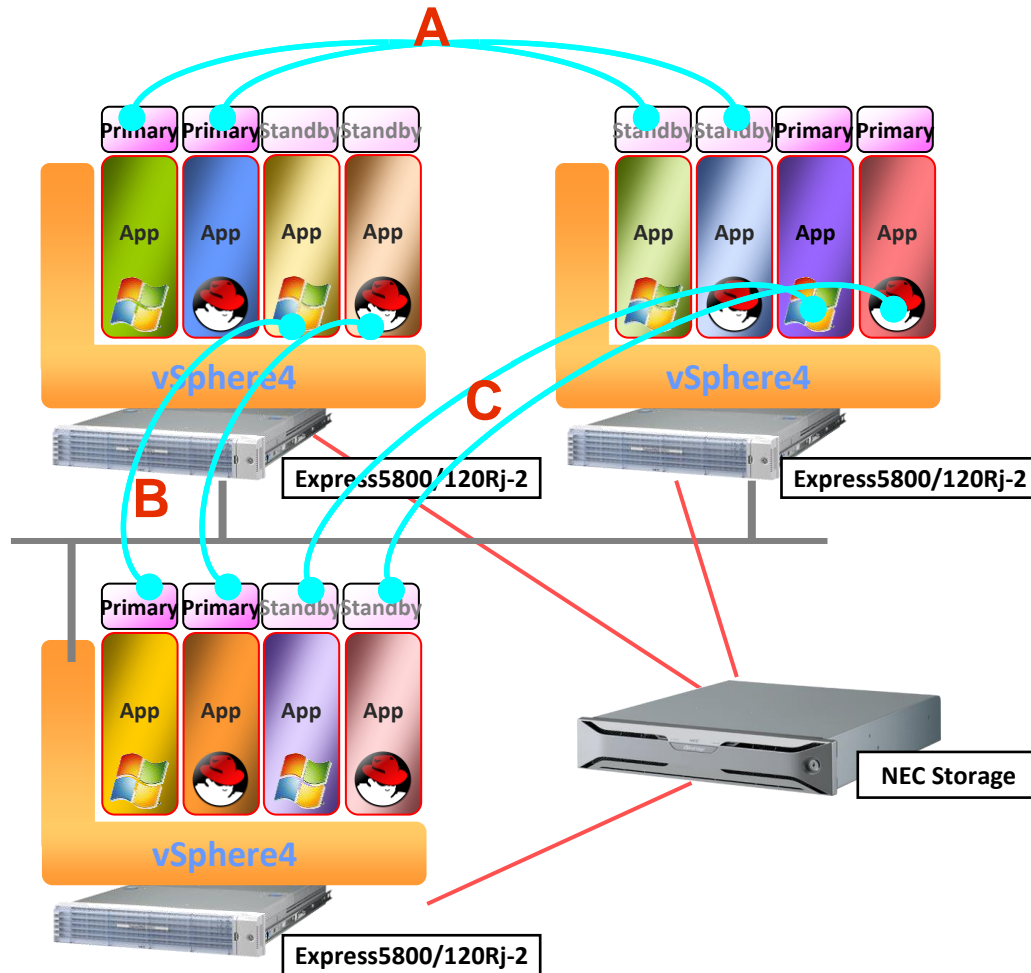 A
Primary Primary Standby Standby
Standby Standby Primary Primary
App App App App
App App App App
vSphere4
vSphere4
C
B
Express5800/120Rj-2
Express5800/120Rj-2
Primary Primary Standby Standby
App App App App
vSphere4
NEC Storage
Express5800/120Rj-2